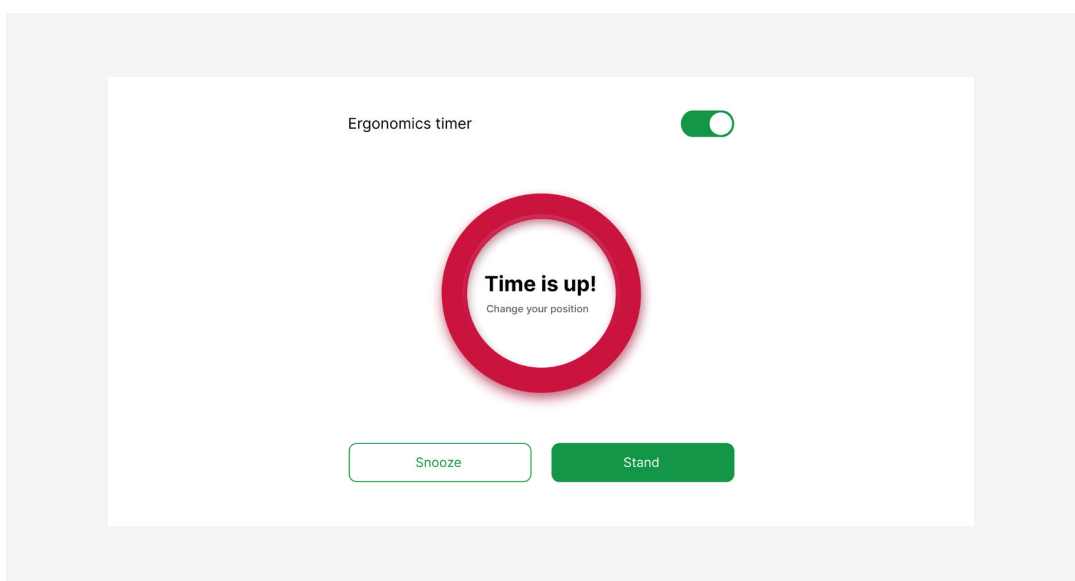 Ergonomics timer
Time is up!
Change your position
Snooze
Stand